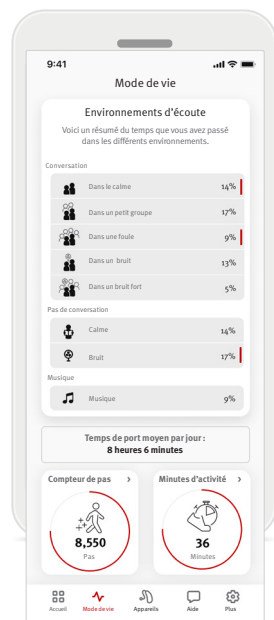 9:41
Mode de vie
Environnements d'écoute
Voici un résumé du temps que vous avez passé
dans les différents environnements.
Conversation
Dans le calme 14%
Dans un petit groupe 17%
Dans une foule 9%
Dans un bruit 13%
Dans un bruit fort 5%
Pas de conversation
Calme 14%
Bruit 17%
Musique
Musique 9%
Temps de port moyen par jour :
8 heures 6 minutes
Compteur de pas > Minutes d'activité >
8,550 36
Pas Minutes
Accueil Mode de vie Appareils Aide Plus